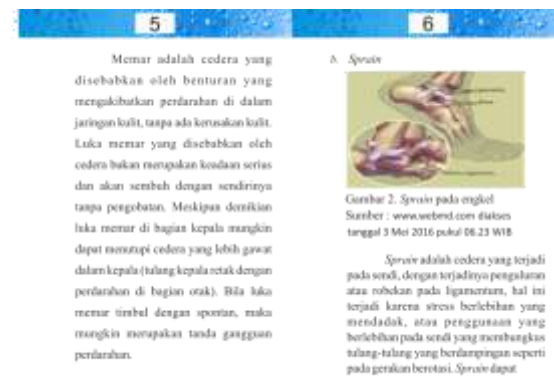 5
Memar adalah cedera yang
disebabkan oleh benturan yang
mengakibatkan perdarahan di dalam
jaringan kulit, tanpa ada kerusakan kulit.
Luka memar yang disebabkan oleh
cedera bukan merupakan keadaan serius
dan akan sembuh dengan sendirinya
tanpa pengobatan. Meskipun demikian
luka memar di bagian kepala mungkin
dapat menutupi cedera yang lebih gawat
dalam kepala (tulang kepala retak dengan
perdarahan di bagian otak). Bila luka
memar timbul dengan spontan, maka
mungkin merupakan tanda gangguan
perdarahan.
6
b. Sprain
Gambar 2. Sprain pada engkel
Sumber : www.webmd.com diakses
tanggal 3 Mei 2016 pukul 06.23 WIB
Sprain adalah cedera yang terjadi
pada sendi, dengan terjadinya penguluran
atau robekan pada ligamentum, hal ini
terjadi karena stress berlebihan yang
mendadak, atau penggunaan yang
berlebihan pada sendi yang membungkus
tulang-tulang yang berdampingan seperti
pada gerakan berotasi. Sprain dapat